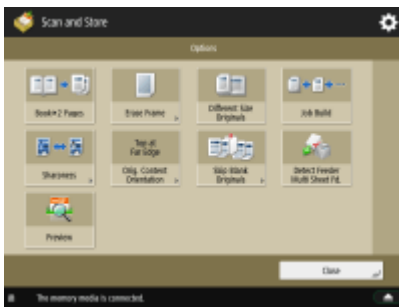 Scan and Store
Options
Book→2 Pages
Erase Frame
Different Size
Originals
Job Build
Sharpness
Top at
Far Edge
Orig. Content
Orientation
Skip Blank
Originals
Detect Feeder
Multi Sheet Fd.
Preview
Close
The memory media is connected.